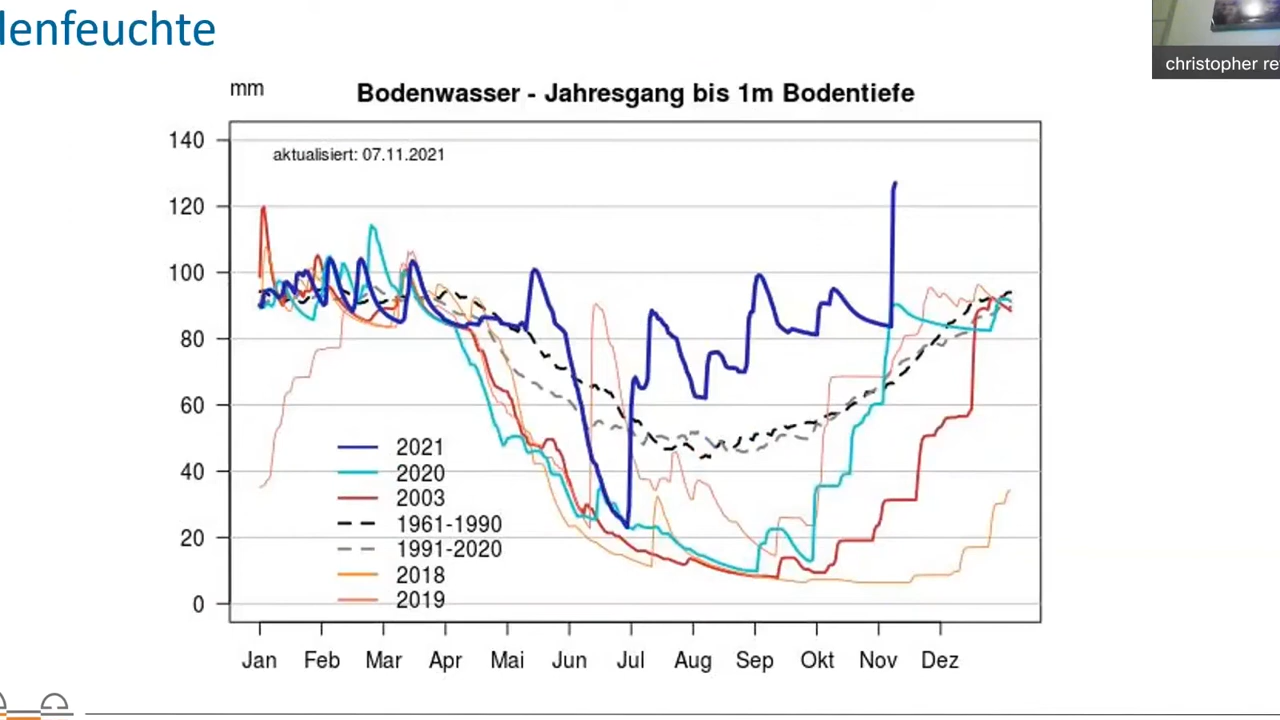 denfeuchte
christopher re
mm
Bodenwasser - Jahresgang bis 1m Bodentiefe
aktualisiert: 07.11.2021
140
120
100
80
60
40
20
0
2021
2020
2003
1961-1990
1991-2020
2018
2019
Jan Feb Mar Apr Mai Jun Jul Aug Sep Okt Nov Dez